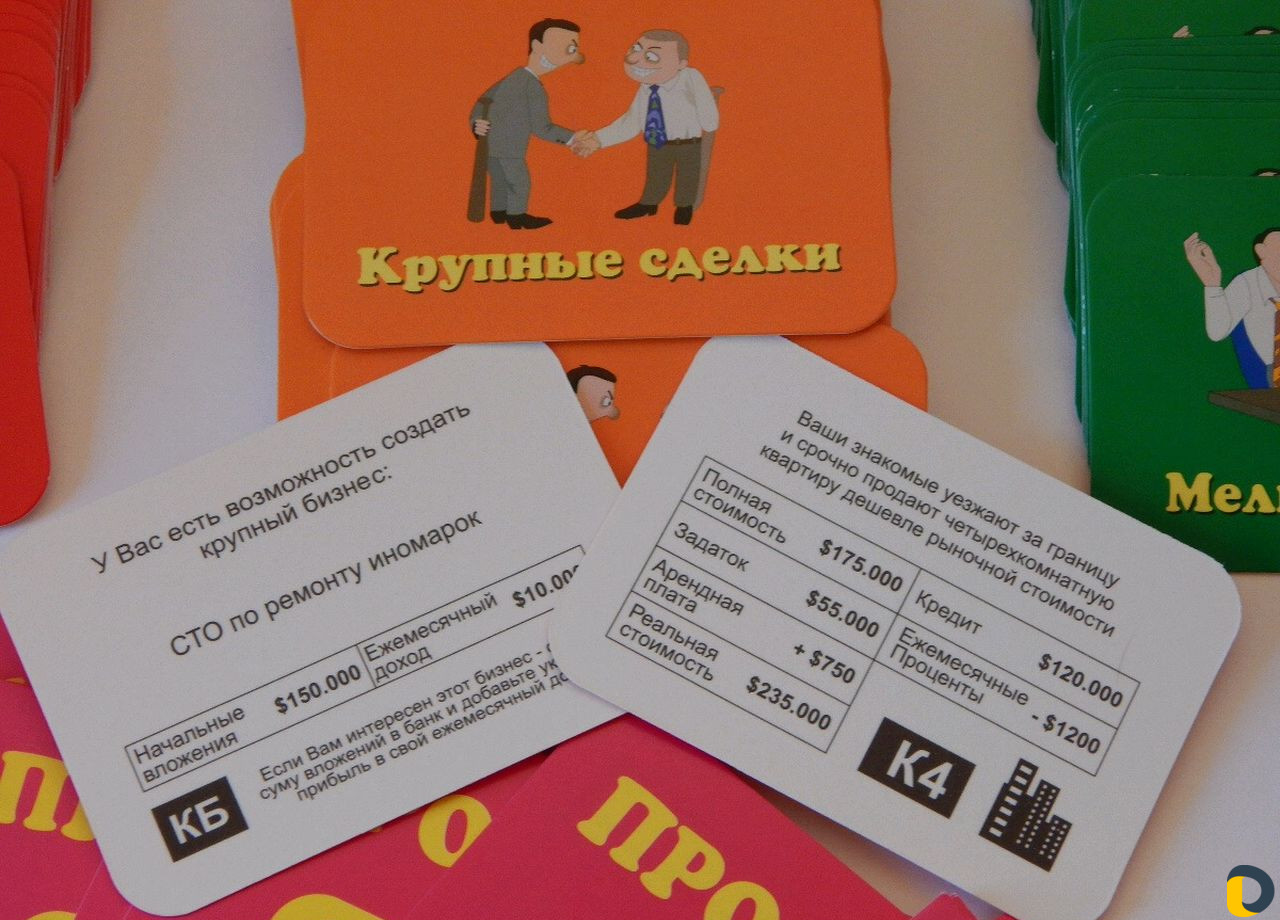 Крупные сделки
У Вас есть возможность создать
крупный бизнес:
СТО по ремонту иномарок
Начальные
вложения
$150.000
Ежемесячный
доход
Если Вам интересен этот бизнес -
суму вложений в банк и добавьте
прибыль в свой ежемесячный
КБ
Ваши знакомые уезжают за границу
и срочно продают четырехкомнатную
квартиру дешевле рыночной стоимости
Полная
стоимость
$175.000
Кредит
$120.000
Задаток
$55.000
Ежемесячные
Проценты
- $1200
Арендная
плата
+ $750
Реальная
стоимость
$235.000
К4